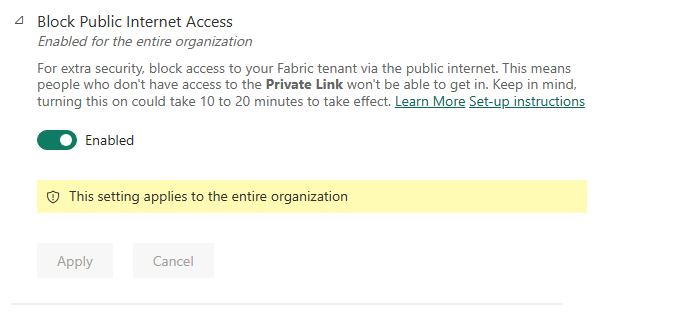 Block Public Internet Access
Enabled for the entire organization
For extra security, block access to your Fabric tenant via the public internet. This means
people who don't have access to the Private Link won't be able to get in. Keep in mind,
turning this on could take 10 to 20 minutes to take effect. Learn More Set-up instructions
Enabled
This setting applies to the entire organization
Apply Cancel